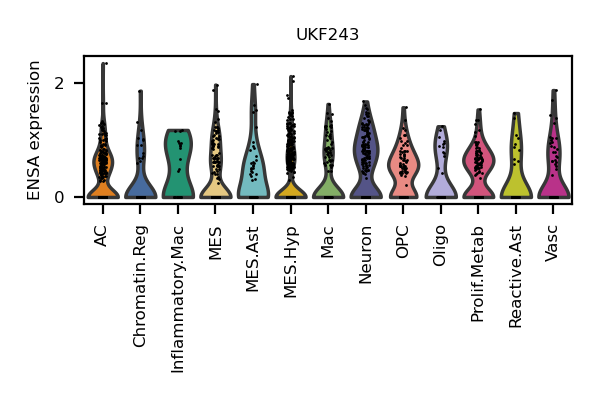 UKF243
ENSA expression
2
0
AC
Chromatin.Reg
Inflammatory.Mac
MES
MES.Ast
MES.Hyp
Mac
Neuron
OPC
Oligo
Prolif.Metab
Reactive.Ast
Vasc